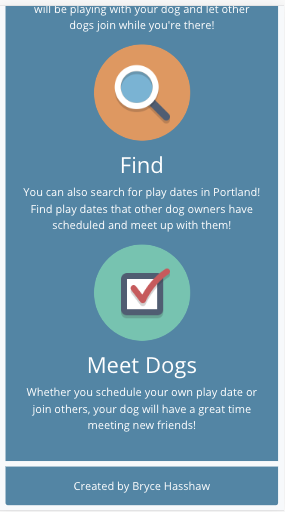 will be playing with your dog and let other
dogs join while you're there!
Find
You can also search for play dates in Portland!
Find play dates that other dog owners have
scheduled and meet up with them!
Meet Dogs
Whether you schedule your own play date or
join others, your dog will have a great time
meeting new friends!
Created by Bryce Hasshaw